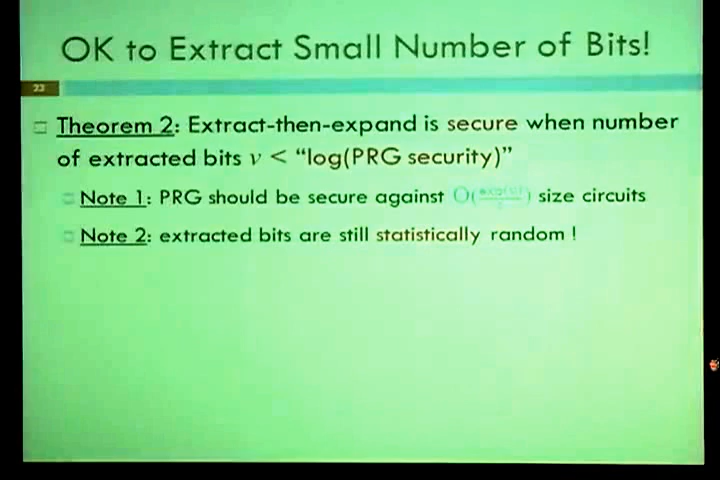 OK to Extract Small Number of Bits!
23
Theorem 2: Extract-then-expand is secure when number
of extracted bits v < “log(PRG security)”
Note 1: PRG should be secure against size circuits
Note 2: extracted bits are still statistically random !